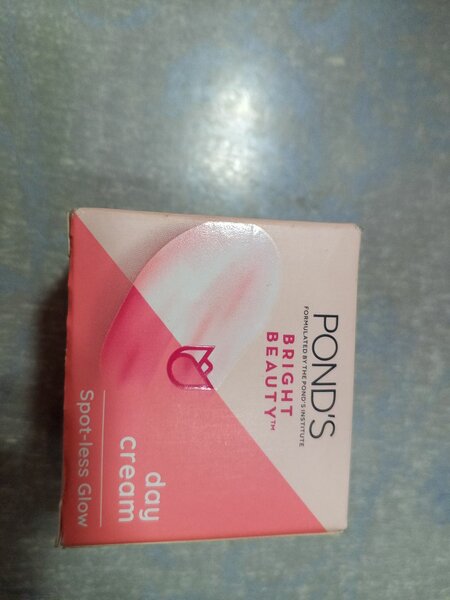 POND'S
FORMULATED BY THE POND'S INSTITUTE
BRIGHT
BEAUTY™
day
cream
Spot-less Glow